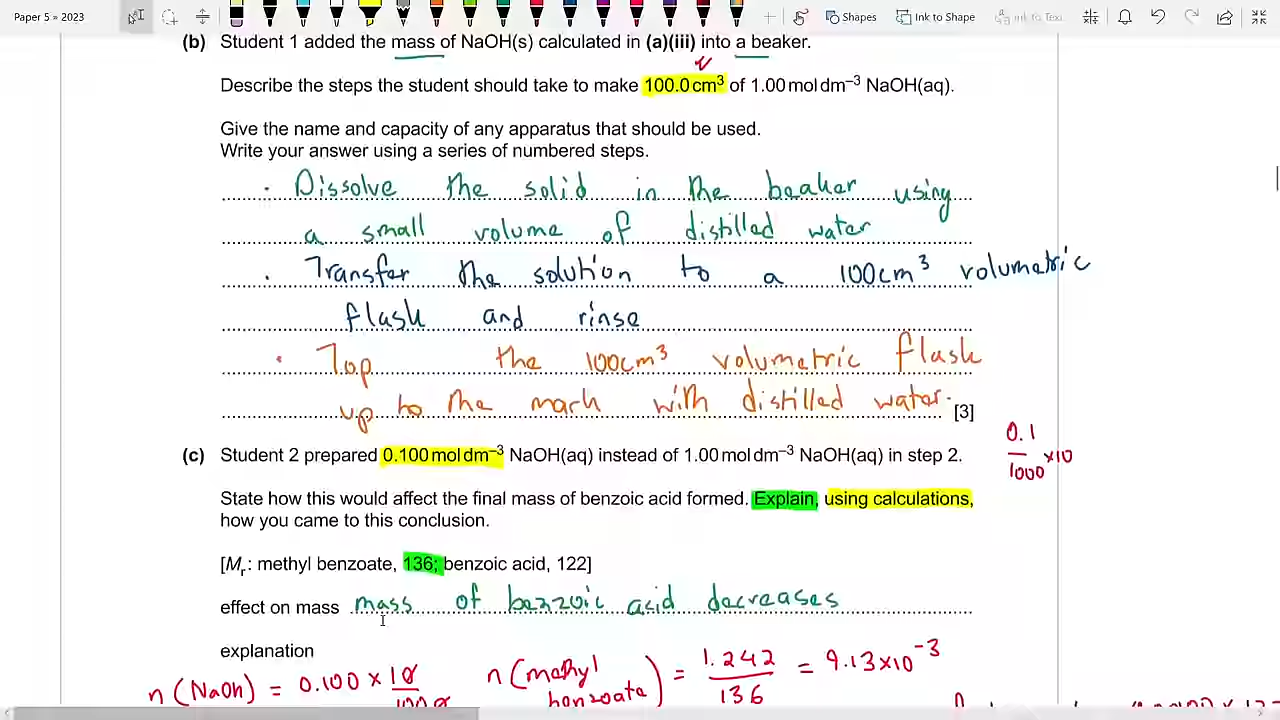 Paper 5 » 2023
Shapes
Ink to Shape
Ink to Text
(b) Student 1 added the mass of NaOH(s) calculated in (a)(iii) into a beaker.
Describe the steps the student should take to make 100.0 cm³ of 1.00 mol dm⁻³ NaOH(aq).
Give the name and capacity of any apparatus that should be used.
Write your answer using a series of numbered steps.
. Dissolve the solid in the beaker using
a small volume of distilled water
. Transfer the solution to a 100cm³ volumetric
flask and rinse
. Top the 100cm³ volumetric flask
up to the mark with distilled water. [3]
0.1
1000 ×10
(c) Student 2 prepared 0.100 mol dm⁻³ NaOH(aq) instead of 1.00 mol dm⁻³ NaOH(aq) in step 2.
State how this would affect the final mass of benzoic acid formed. Explain, using calculations,
how you came to this conclusion.
[Mr: methyl benzoate, 136; benzoic acid, 122]
effect on mass mass of benzoic acid decreases
explanation
n(NaOh) = 0.100 × 10/1000 n(methyl benzoate) = 1.242/136 = 9.13×10⁻³